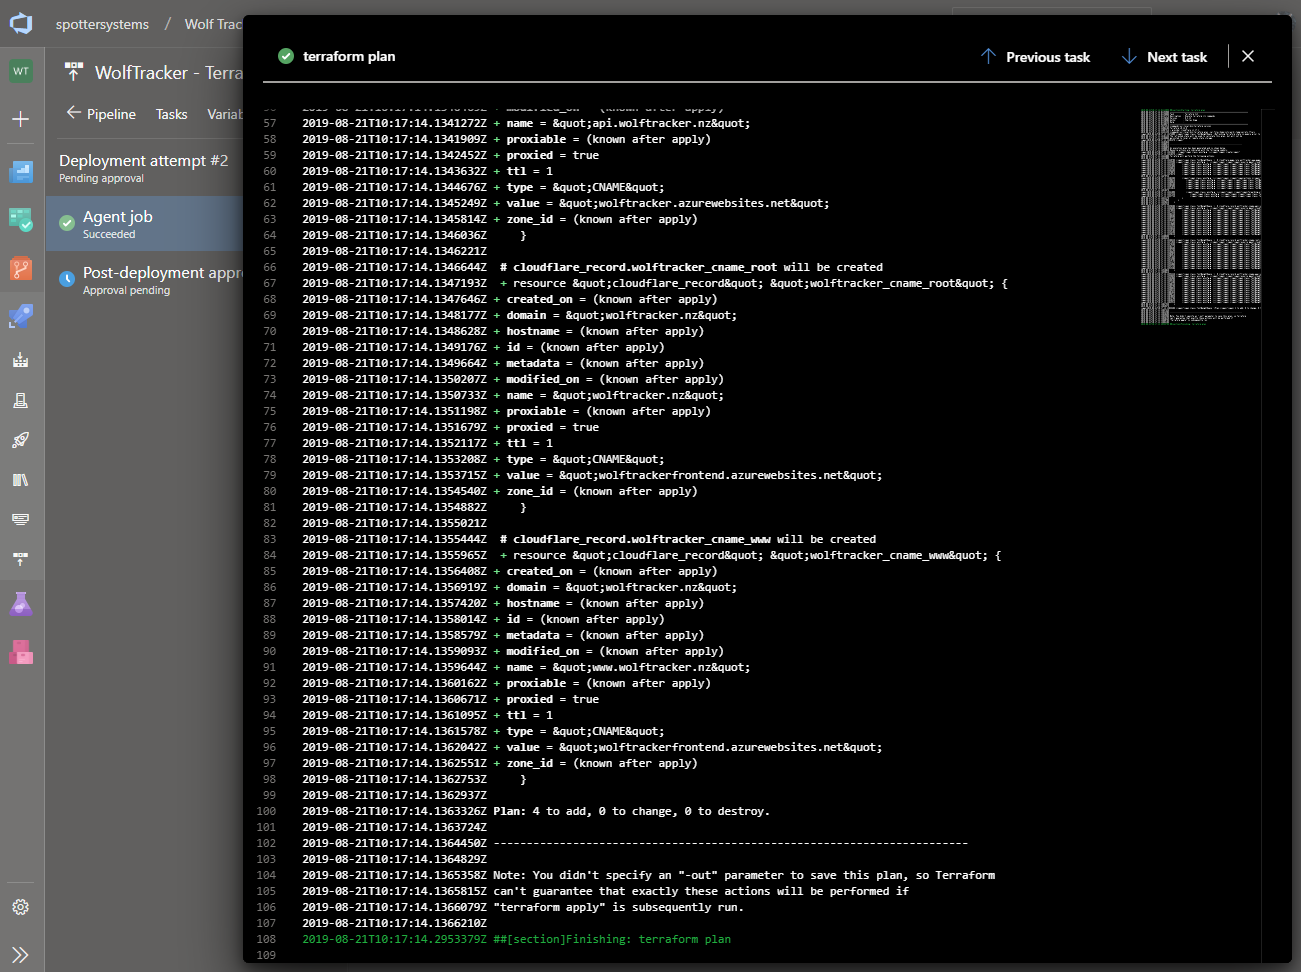 spottersystems / Wolf Trac
WT
WolfTracker - Terra
Pipeline Tasks Variab
Deployment attempt #2
Pending approval
Agent job
Succeeded
Post-deployment appro
Approval pending
terraform plan
Previous task
Next task
57 2019-08-21T10:17:14.1341272Z + name = &quot;api.wolftracker.nz&quot;
58 2019-08-21T10:17:14.1341909Z + proxiable = (known after apply)
59 2019-08-21T10:17:14.1342452Z + proxied = true
60 2019-08-21T10:17:14.1343632Z + ttl = 1
61 2019-08-21T10:17:14.1344676Z + type = &quot;CNAME&quot;
62 2019-08-21T10:17:14.1345249Z + value = &quot;wolftracker.azurewebsites.net&quot;
63 2019-08-21T10:17:14.1345814Z + zone_id = (known after apply)
64 2019-08-21T10:17:14.1346036Z }
65 2019-08-21T10:17:14.1346221Z
66 2019-08-21T10:17:14.1346644Z # cloudflare_record.wolftracker_cname_root will be created
67 2019-08-21T10:17:14.1347193Z + resource &quot;cloudflare_record&quot; &quot;wolftracker_cname_root&quot; {
68 2019-08-21T10:17:14.1347646Z + created_on = (known after apply)
69 2019-08-21T10:17:14.1348177Z + domain = &quot;wolftracker.nz&quot;
70 2019-08-21T10:17:14.1348628Z + hostname = (known after apply)
71 2019-08-21T10:17:14.1349176Z + id = (known after apply)
72 2019-08-21T10:17:14.1349664Z + metadata = (known after apply)
73 2019-08-21T10:17:14.1350207Z + modified_on = (known after apply)
74 2019-08-21T10:17:14.1350733Z + name = &quot;wolftracker.nz&quot;
75 2019-08-21T10:17:14.1351198Z + proxiable = (known after apply)
76 2019-08-21T10:17:14.1351679Z + proxied = true
77 2019-08-21T10:17:14.1352117Z + ttl = 1
78 2019-08-21T10:17:14.1353208Z + type = &quot;CNAME&quot;
79 2019-08-21T10:17:14.1353715Z + value = &quot;wolftrackerfrontend.azurewebsites.net&quot;
80 2019-08-21T10:17:14.1354540Z + zone_id = (known after apply)
81 2019-08-21T10:17:14.1354882Z }
82 2019-08-21T10:17:14.1355021Z
83 2019-08-21T10:17:14.1355444Z # cloudflare_record.wolftracker_cname_www will be created
84 2019-08-21T10:17:14.1355965Z + resource &quot;cloudflare_record&quot; &quot;wolftracker_cname_www&quot; {
85 2019-08-21T10:17:14.1356408Z + created_on = (known after apply)
86 2019-08-21T10:17:14.1356919Z + domain = &quot;wolftracker.nz&quot;
87 2019-08-21T10:17:14.1357420Z + hostname = (known after apply)
88 2019-08-21T10:17:14.1358014Z + id = (known after apply)
89 2019-08-21T10:17:14.1358579Z + metadata = (known after apply)
90 2019-08-21T10:17:14.1359093Z + modified_on = (known after apply)
91 2019-08-21T10:17:14.1359644Z + name = &quot;www.wolftracker.nz&quot;
92 2019-08-21T10:17:14.1360162Z + proxiable = (known after apply)
93 2019-08-21T10:17:14.1360671Z + proxied = true
94 2019-08-21T10:17:14.1361095Z + ttl = 1
95 2019-08-21T10:17:14.1361578Z + type = &quot;CNAME&quot;
96 2019-08-21T10:17:14.1362042Z + value = &quot;wolftrackerfrontend.azurewebsites.net&quot;
97 2019-08-21T10:17:14.1362551Z + zone_id = (known after apply)
98 2019-08-21T10:17:14.1362753Z }
99 2019-08-21T10:17:14.1362937Z
100 2019-08-21T10:17:14.1363326Z Plan: 4 to add, 0 to change, 0 to destroy.
101 2019-08-21T10:17:14.1363724Z
102 2019-08-21T10:17:14.1364450Z ------------------------------------------------------------------------
103 2019-08-21T10:17:14.1364829Z
104 2019-08-21T10:17:14.1365358Z Note: You didn't specify an "-out" parameter to save this plan, so Terraform
105 2019-08-21T10:17:14.1365815Z can't guarantee that exactly these actions will be performed if
106 2019-08-21T10:17:14.1366079Z "terraform apply" is subsequently run.
107 2019-08-21T10:17:14.1366210Z
108 2019-08-21T10:17:14.2953379Z ##[section]Finishing: terraform plan
109